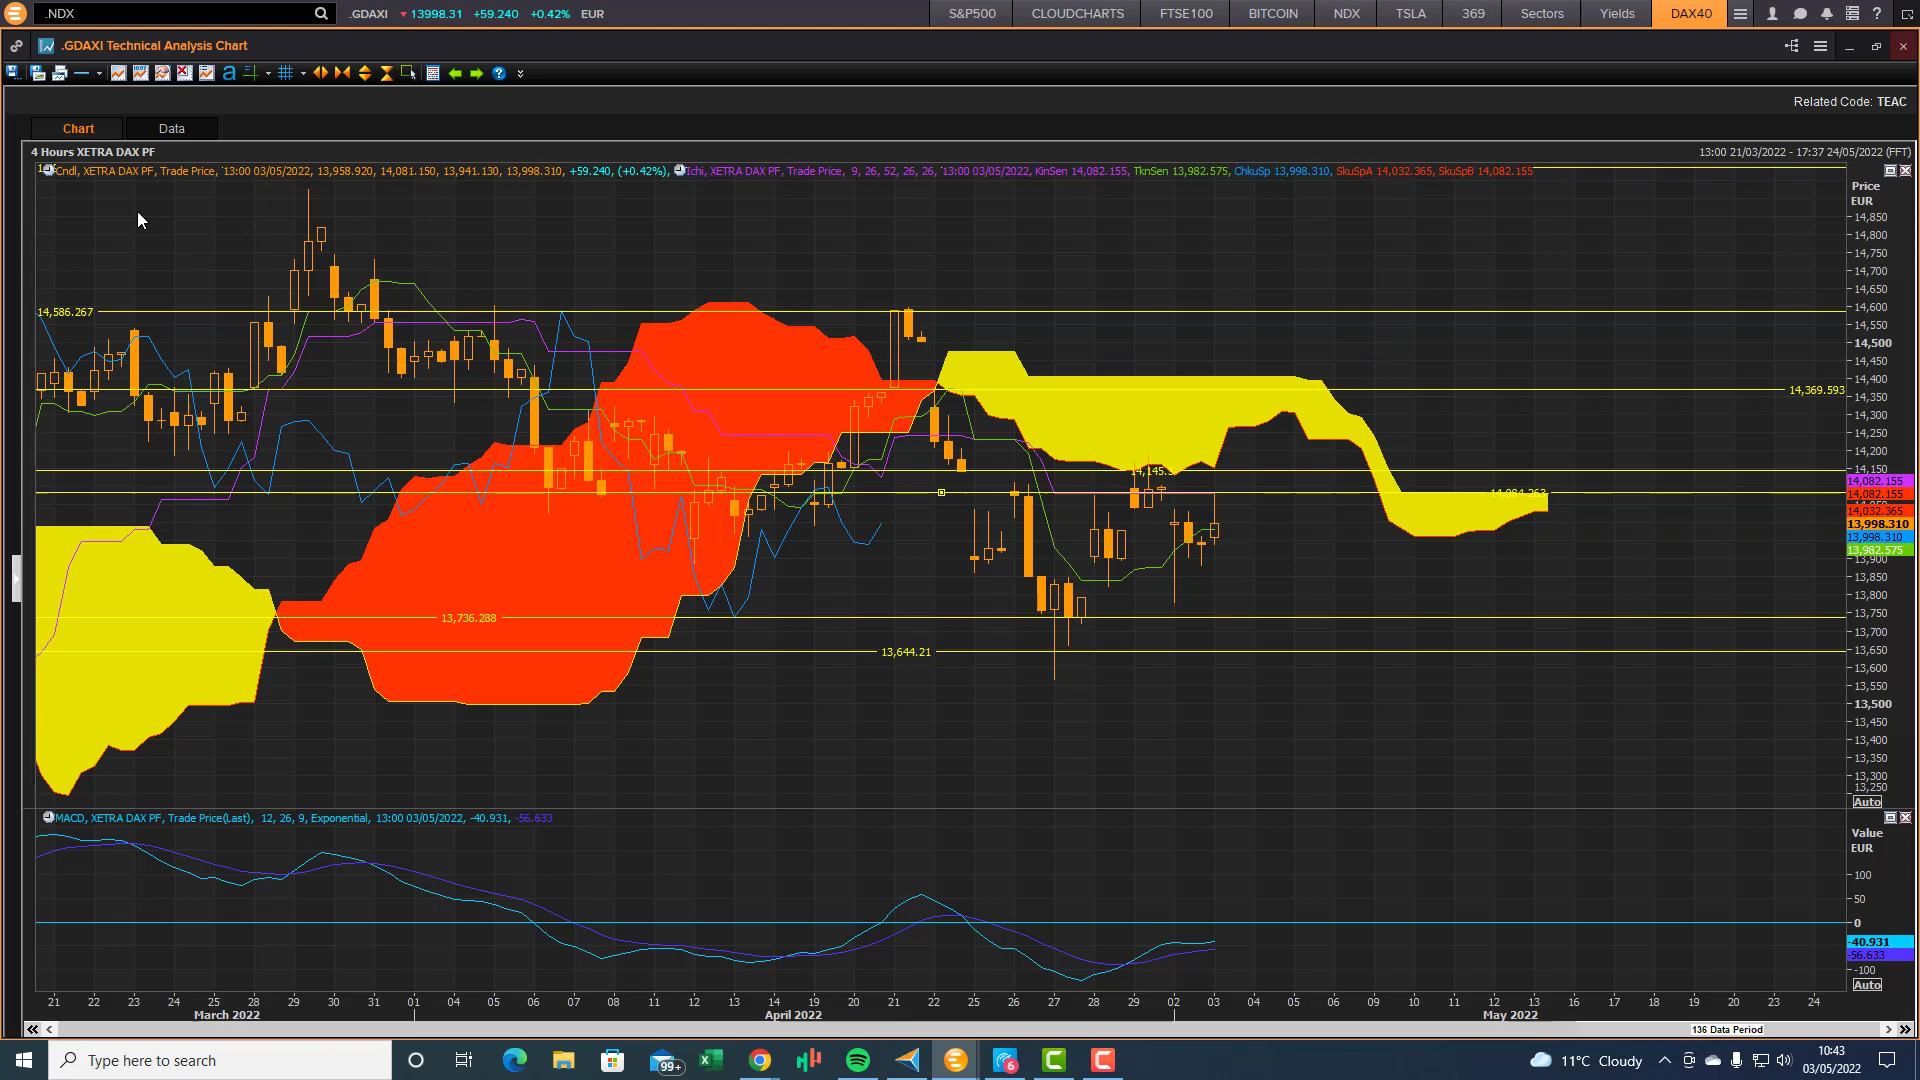 .NDX .GDAXI 13998.31 +59.240 +0.42% EUR S&P500 CLOUDCHARTS FTSE100 BITCOIN NDX TSLA 369 Sectors Yields DAX40
.GDAXI Technical Analysis Chart
Related Code: TEAC
Chart Data
4 Hours XETRA DAX PF 13:00 21/03/2022 - 17:37 24/05/2022 (FFT)
Cndl, XETRA DAX PF, Trade Price, 13:00 03/05/2022, 13,958.920, 14,081.150, 13,941.130, 13,998.310, +59.240, (+0.42%), Ichi, XETRA DAX PF, Trade Price, 9, 26, 52, 26, 26, 13:00 03/05/2022, KinSen 14,082.155, TknSen 13,982.575, ChkuSp 13,998.310, SkuSpA 14,032.365, SkuSpB 14,082.155
Price
EUR
14,850
14,800
14,750
14,700
14,650
14,600
14,586.267
14,550
14,500
14,450
14,400
14,369.593
14,350
14,300
14,250
14,200
14,150
14,145.3
14,082.155
14,084.263
14,082.155
14,032.365
13,998.310
13,998.310
13,982.575
13,900
13,850
13,800
13,750
13,736.288
13,700
13,650
13,644.21
13,600
13,550
13,500
13,450
13,400
13,350
13,300
13,250
Auto
MACD, XETRA DAX PF, Trade Price(Last), 12, 26, 9, Exponential, 13:00 03/05/2022, -40.931, -56.633
Value
EUR
100
50
0
-40.931
-56.633
-100
Auto
21 22 23 24 25 28 29 30 31 01 04 05 06 07 08 11 12 13 14 19 20 21 22 25 26 27 28 29 02 03 04 05 06 09 10 11 12 13 16 17 18 19 20 23 24
March 2022 April 2022 May 2022
136 Data Period
Type here to search 99+ 6 11°C Cloudy 10:43
03/05/2022